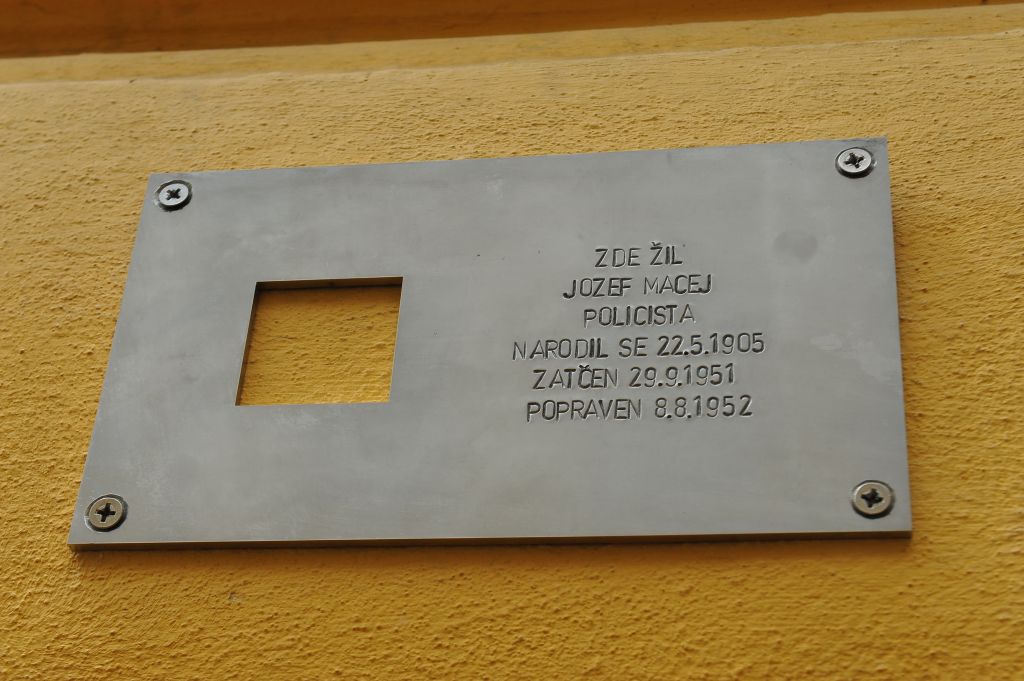 ZDE ŽIL
JOZEF MACEJ
POLICISTA
NARODIL SE 22.5.1905
ZATČEN 29.9.1951
POPRAVEN 8.8.1952